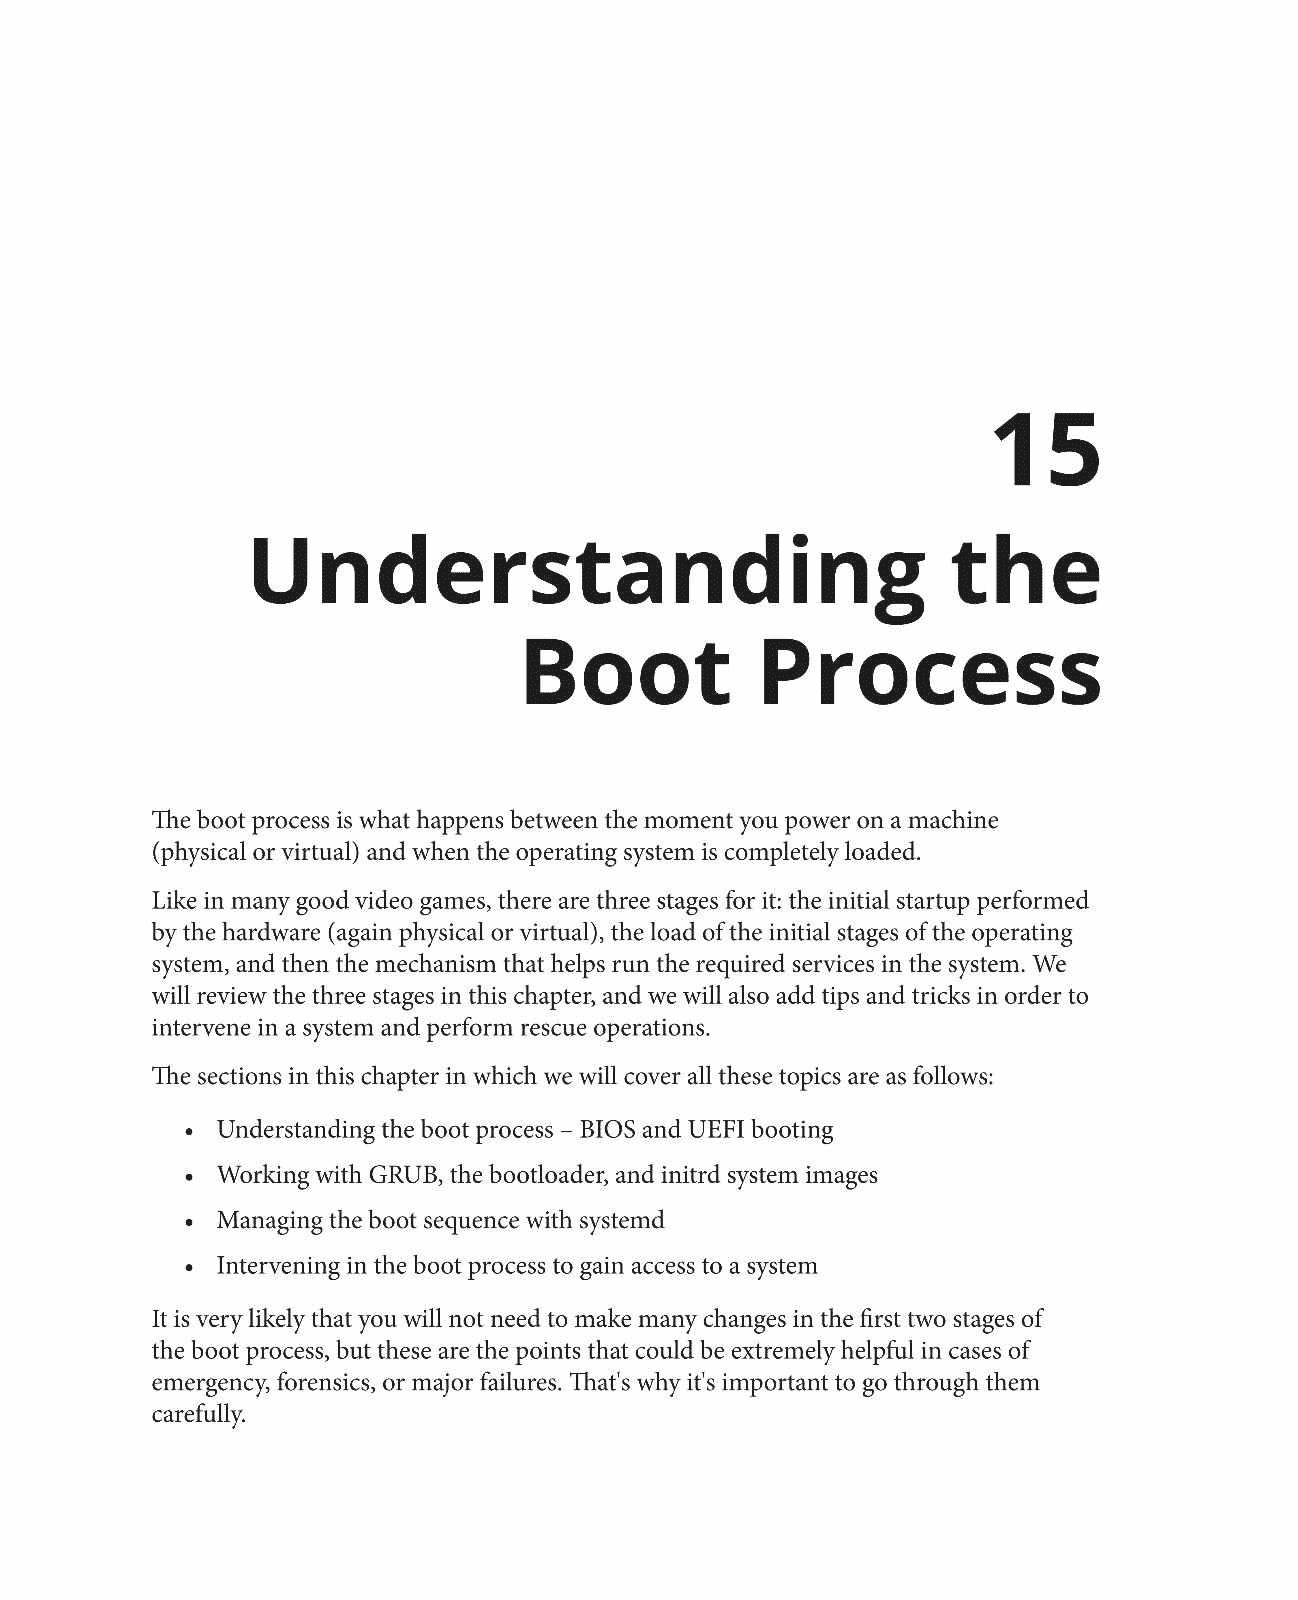 15
Understanding the
Boot Process
The boot process is what happens between the moment you power on a machine
(physical or virtual) and when the operating system is completely loaded.
Like in many good video games, there are three stages for it: the initial startup performed
by the hardware (again physical or virtual), the load of the initial stages of the operating
system, and then the mechanism that helps run the required services in the system. We
will review the three stages in this chapter, and we will also add tips and tricks in order to
intervene in a system and perform rescue operations.
The sections in this chapter in which we will cover all these topics are as follows:
• Understanding the boot process – BIOS and UEFI booting
• Working with GRUB, the bootloader, and initrd system images
• Managing the boot sequence with systemd
• Intervening in the boot process to gain access to a system
It is very likely that you will not need to make many changes in the first two stages of
the boot process, but these are the points that could be extremely helpful in cases of
emergency, forensics, or major failures. That's why it's important to go through them
carefully.